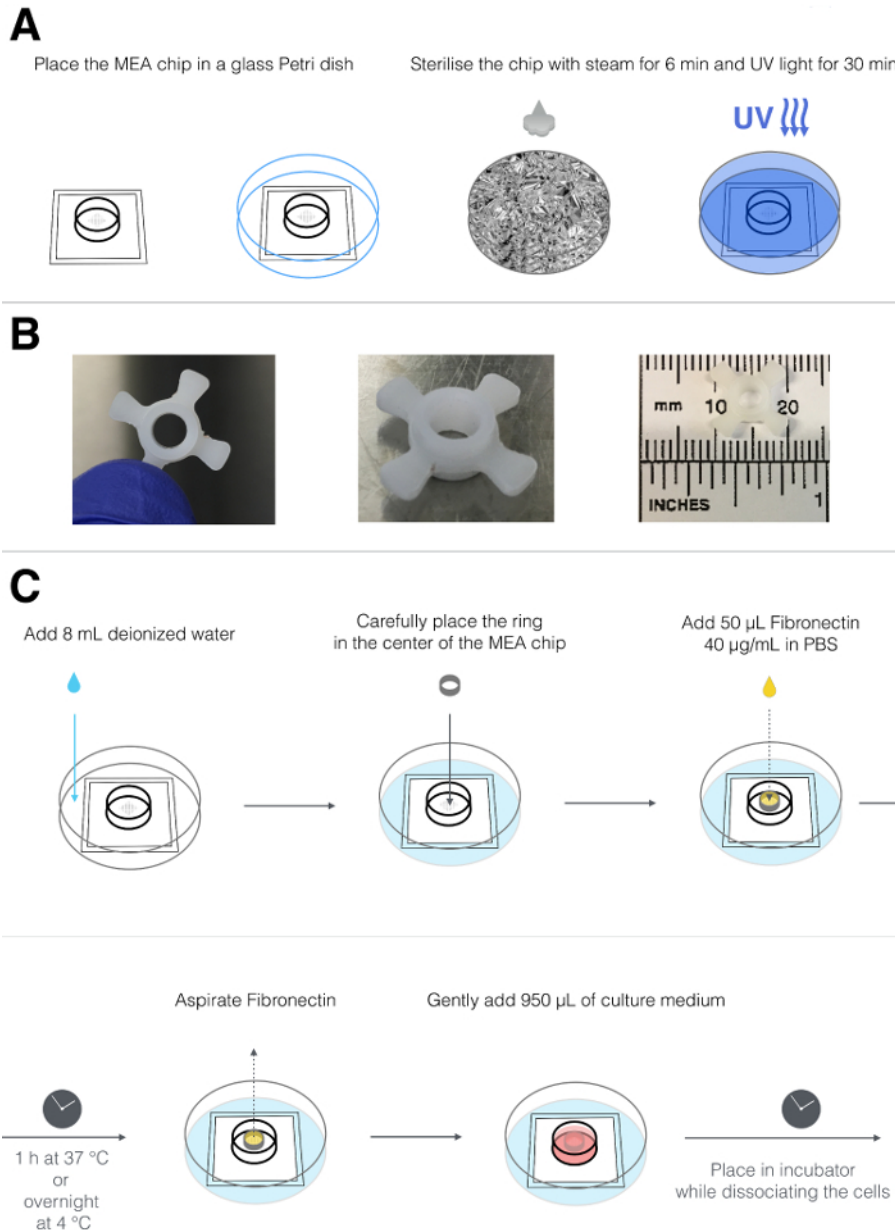 A
Place the MEA chip in a glass Petri dish
Sterilise the chip with steam for 6 min and UV light for 30 min
UV
B
mm 10 20
INCHES 1
C
Add 8 mL deionized water
Carefully place the ring
in the center of the MEA chip
Add 50 µL Fibronectin
40 µg/mL in PBS
Aspirate Fibronectin
Gently add 950 µL of culture medium
1 h at 37 °C
or
overnight
at 4 °C
Place in incubator
while dissociating the cells